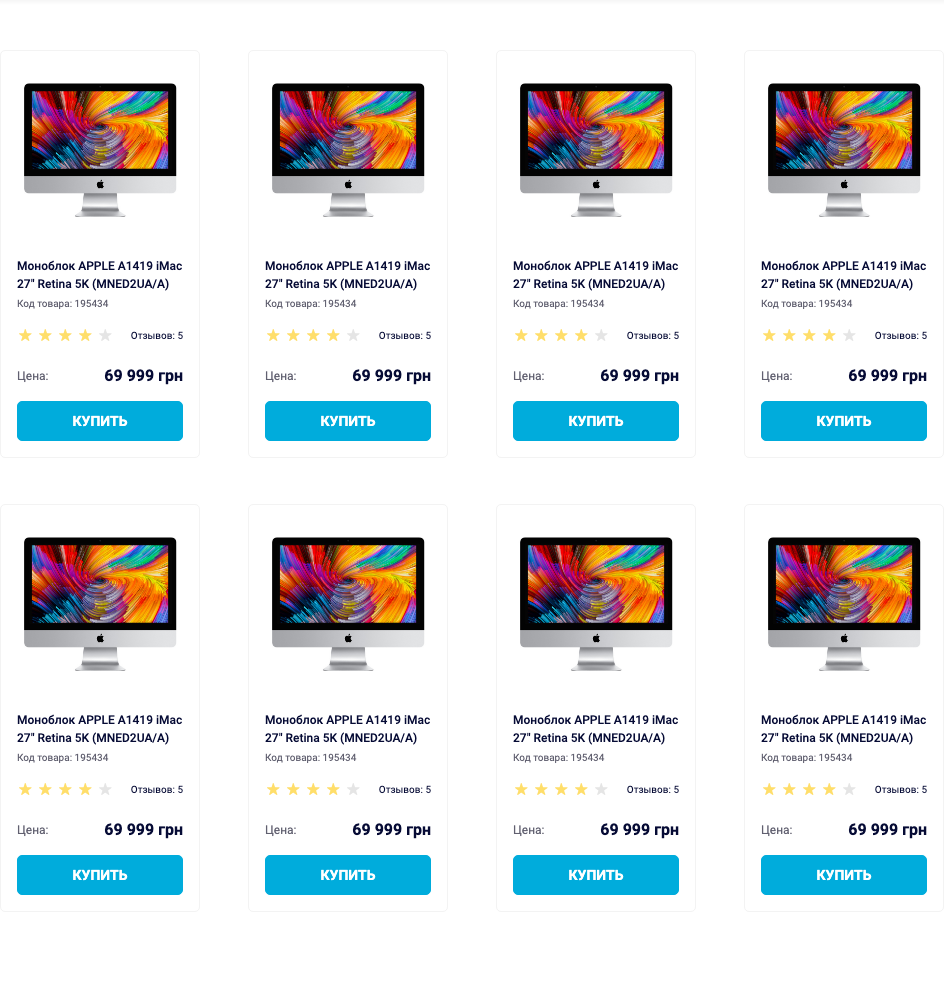 Моноблок APPLE A1419 iMac
27" Retina 5K (MNED2UA/A)
Код товара: 195434
Отзывов: 5
Цена: 69 999 грн
КУПИТЬ
Моноблок APPLE A1419 iMac
27" Retina 5K (MNED2UA/A)
Код товара: 195434
Отзывов: 5
Цена: 69 999 грн
КУПИТЬ
Моноблок APPLE A1419 iMac
27" Retina 5K (MNED2UA/A)
Код товара: 195434
Отзывов: 5
Цена: 69 999 грн
КУПИТЬ
Моноблок APPLE A1419 iMac
27" Retina 5K (MNED2UA/A)
Код товара: 195434
Отзывов: 5
Цена: 69 999 грн
КУПИТЬ
Моноблок APPLE A1419 iMac
27" Retina 5K (MNED2UA/A)
Код товара: 195434
Отзывов: 5
Цена: 69 999 грн
КУПИТЬ
Моноблок APPLE A1419 iMac
27" Retina 5K (MNED2UA/A)
Код товара: 195434
Отзывов: 5
Цена: 69 999 грн
КУПИТЬ
Моноблок APPLE A1419 iMac
27" Retina 5K (MNED2UA/A)
Код товара: 195434
Отзывов: 5
Цена: 69 999 грн
КУПИТЬ
Моноблок APPLE A1419 iMac
27" Retina 5K (MNED2UA/A)
Код товара: 195434
Отзывов: 5
Цена: 69 999 грн
КУПИТЬ